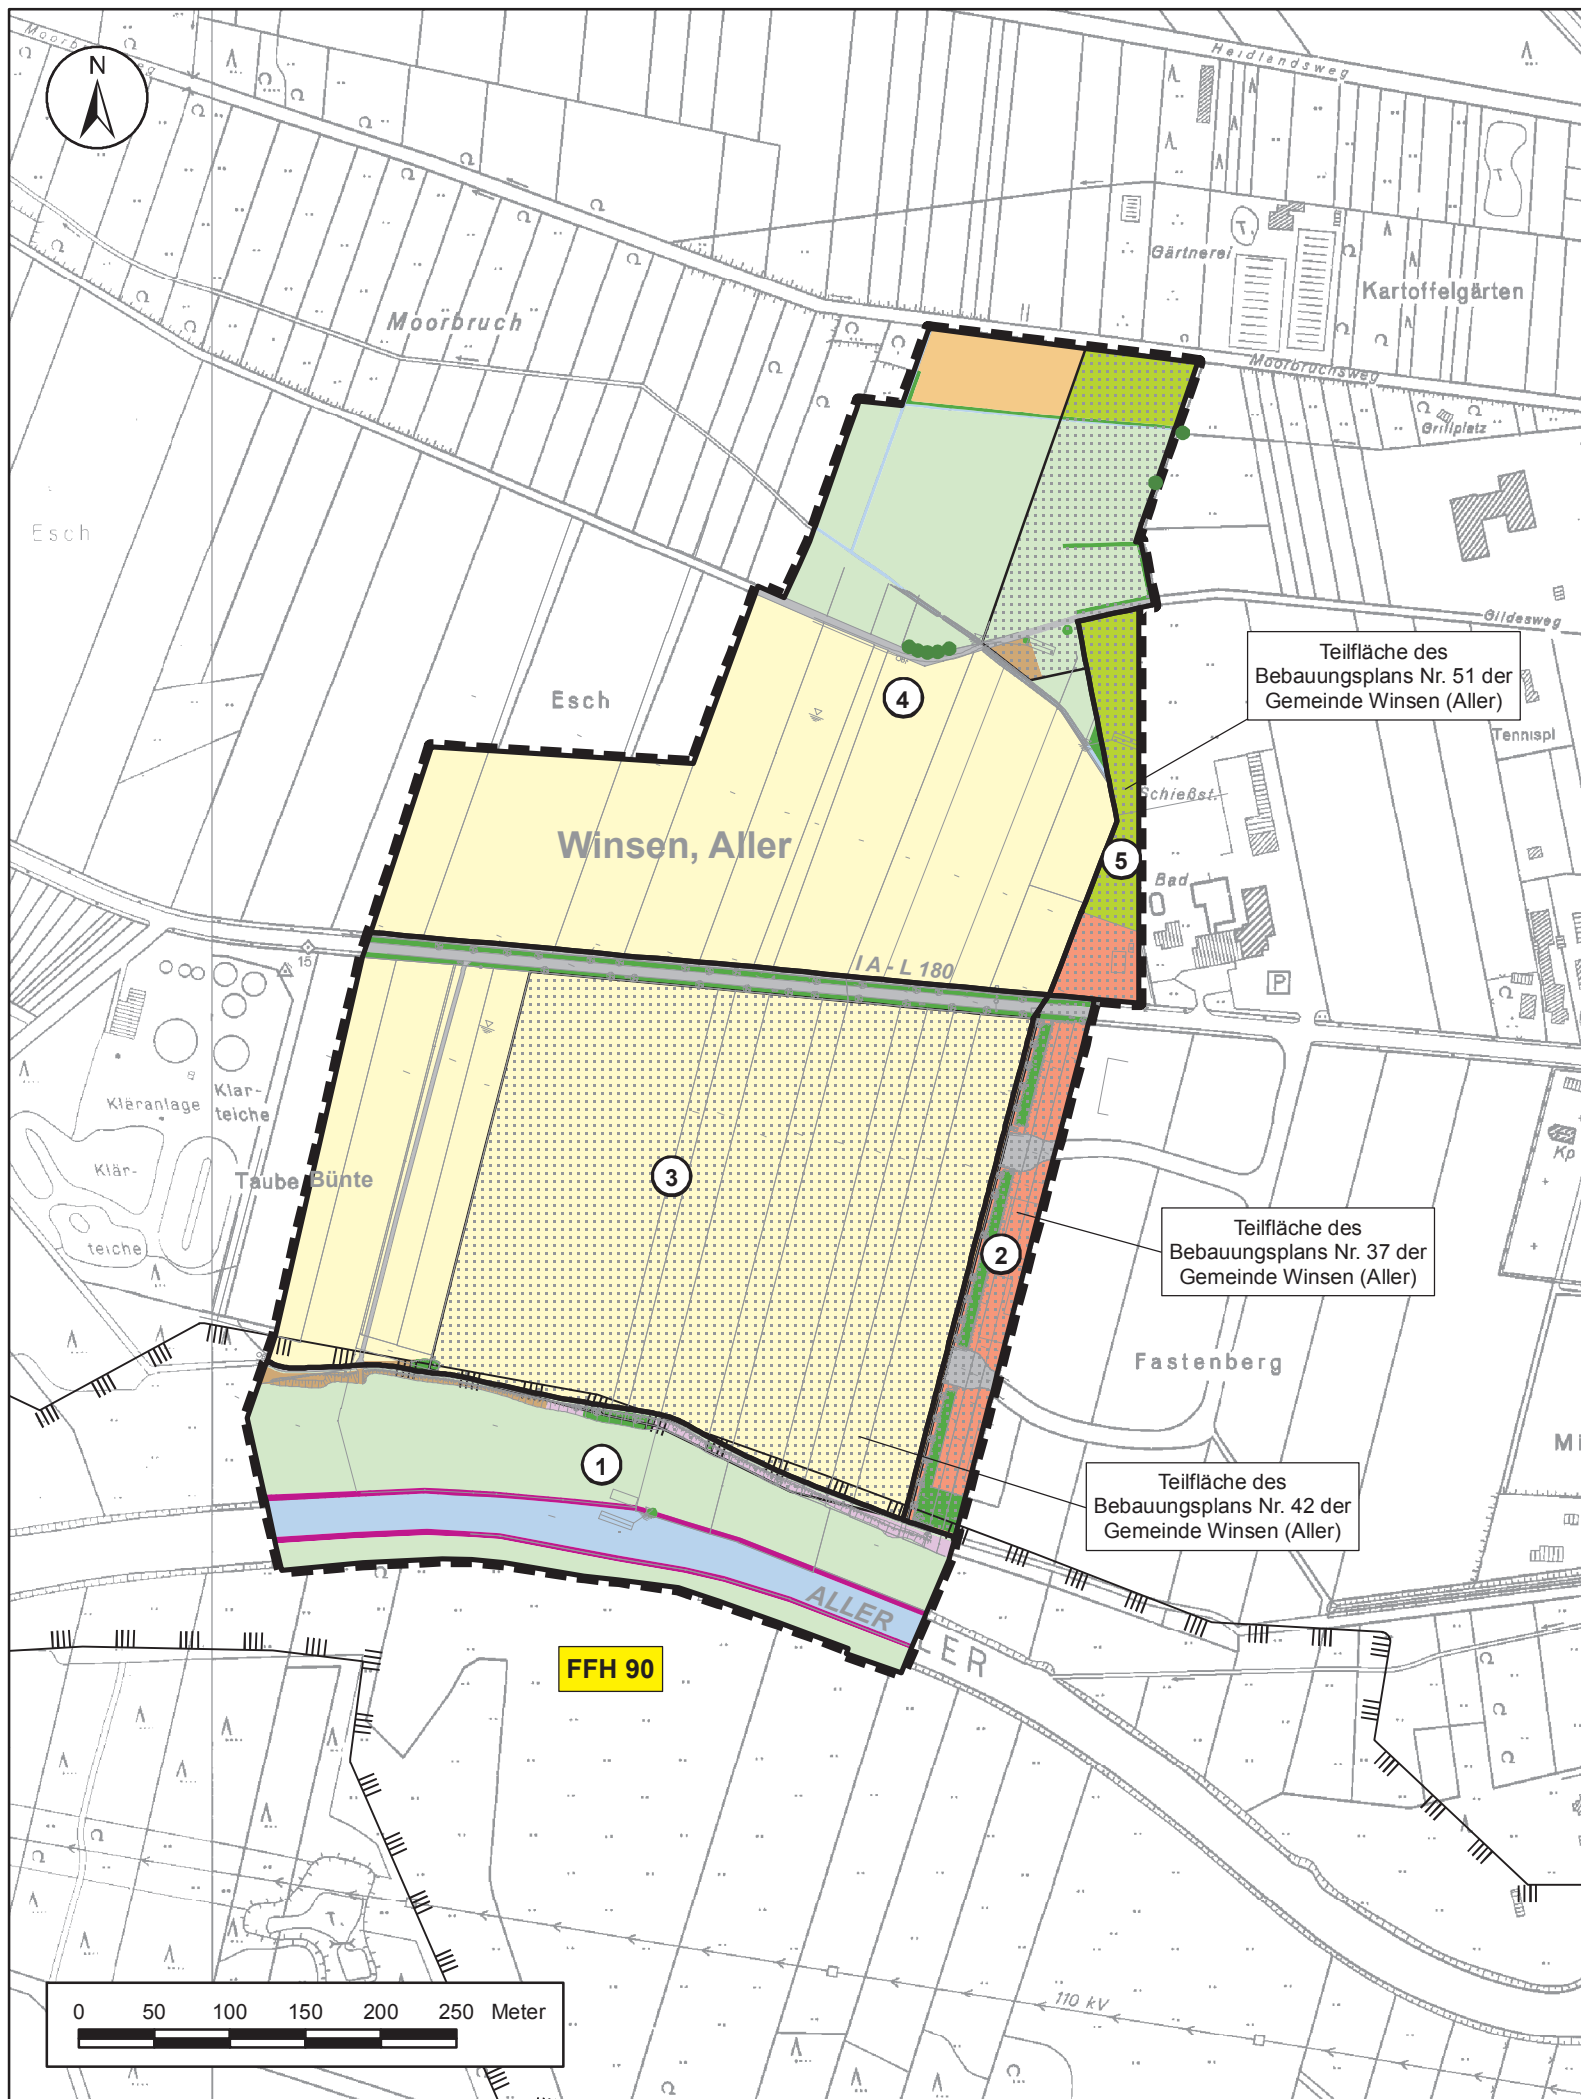 N
Heidlandsweg
T.
Gärtnerei
T.
Kartoffelgärten
Moorbruch
Moorbruchsweg
Grillplatz
Esch
Gildesweg
Teilfläche des
Bebauungsplans Nr. 51 der
Gemeinde Winsen (Aller)
Esch
4
Tennispl
Schießst.
Winsen, Aller
5
Bad
I A - L 180
15
P
Kläranlage
Klär-
teiche
Klär-
teiche
Taube Bünte
3
Kp
Teilfläche des
Bebauungsplans Nr. 37 der
Gemeinde Winsen (Aller)
2
Fastenberg
1
Mi
Teilfläche des
Bebauungsplans Nr. 42 der
Gemeinde Winsen (Aller)
ALLER
LER
FFH 90
T.
110 kV
0 50 100 150 200 250 Meter